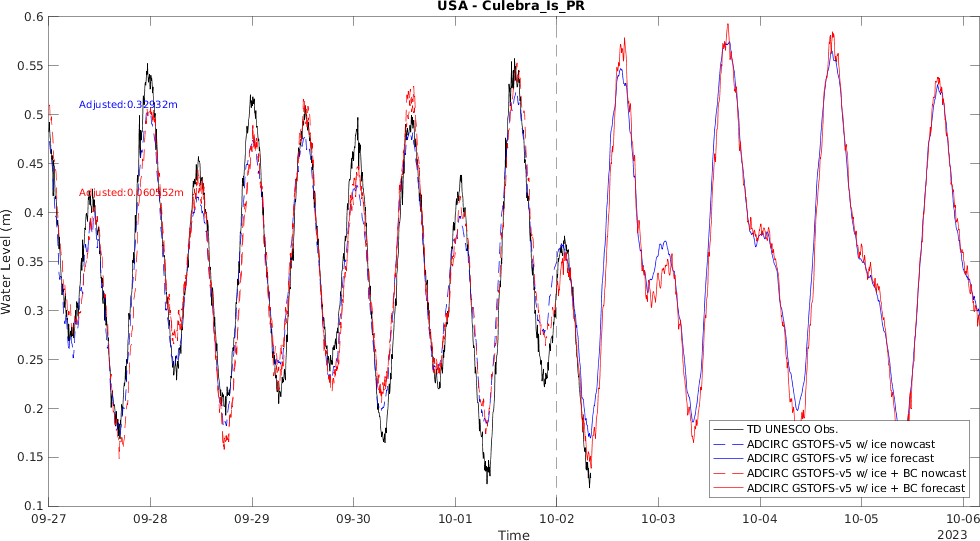 USA - Culebra_Is_PR
0.6
0.55
0.5
0.45
0.4
0.35
0.3
0.25
0.2
0.15
0.1
Water Level (m)
Adjusted:0.32932m
Adjusted:0.060552m
TD UNESCO Obs.
ADCIRC GSTOFS-v5 w/ ice nowcast
ADCIRC GSTOFS-v5 w/ ice forecast
ADCIRC GSTOFS-v5 w/ ice + BC nowcast
ADCIRC GSTOFS-v5 w/ ice + BC forecast
09-27 09-28 09-29 09-30 10-01 10-02 10-03 10-04 10-05 10-06
Time
2023